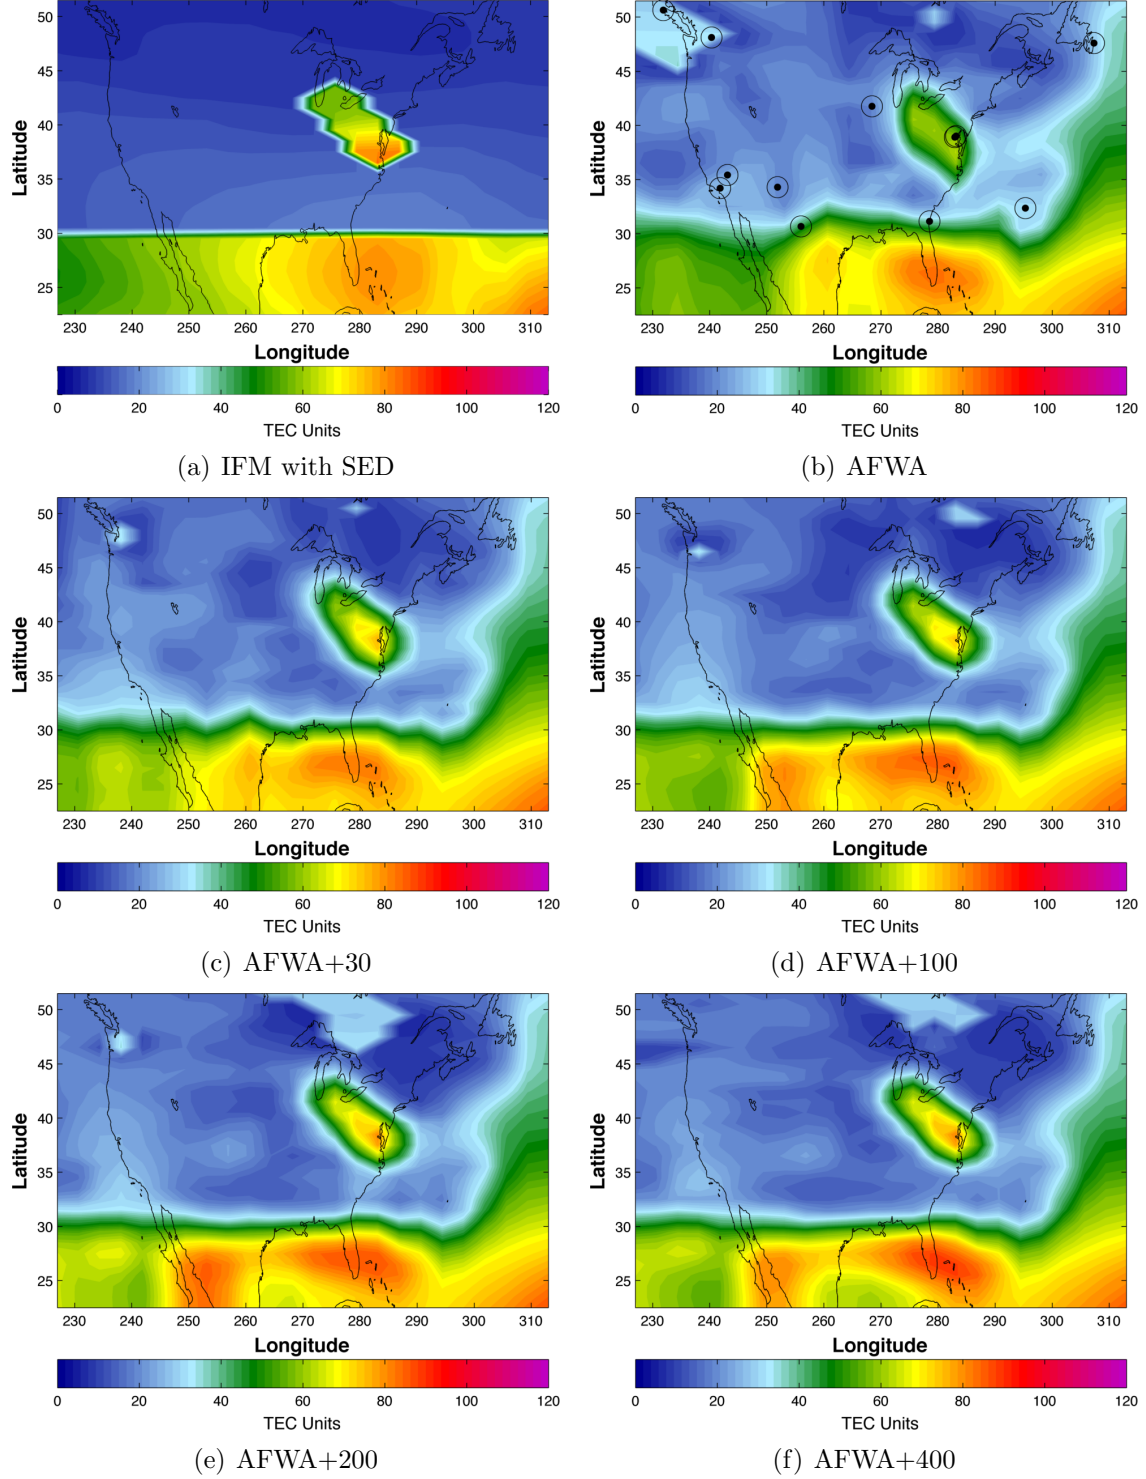 50
45
40
35
30
25
Latitude
230 240 250 260 270 280 290 300 310
Longitude
0 20 40 60 80 100 120
TEC Units
(a) IFM with SED
50
45
40
35
30
25
Latitude
230 240 250 260 270 280 290 300 310
Longitude
0 20 40 60 80 100 120
TEC Units
(b) AFWA
50
45
40
35
30
25
Latitude
230 240 250 260 270 280 290 300 310
Longitude
0 20 40 60 80 100 120
TEC Units
(c) AFWA+30
50
45
40
35
30
25
Latitude
230 240 250 260 270 280 290 300 310
Longitude
0 20 40 60 80 100 120
TEC Units
(d) AFWA+100
50
45
40
35
30
25
Latitude
230 240 250 260 270 280 290 300 310
Longitude
0 20 40 60 80 100 120
TEC Units
(e) AFWA+200
50
45
40
35
30
25
Latitude
230 240 250 260 270 280 290 300 310
Longitude
0 20 40 60 80 100 120
TEC Units
(f) AFWA+400